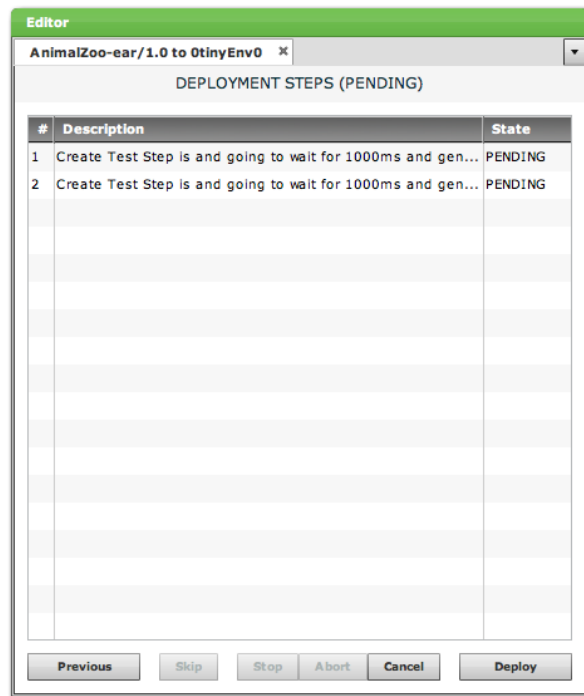 Editor
AnimalZoo-ear/1.0 to 0tinyEnv0
DEPLOYMENT STEPS (PENDING)
# Description State
1 Create Test Step is and going to wait for 1000ms and gen... PENDING
2 Create Test Step is and going to wait for 1000ms and gen... PENDING
Previous Skip Stop Abort Cancel Deploy